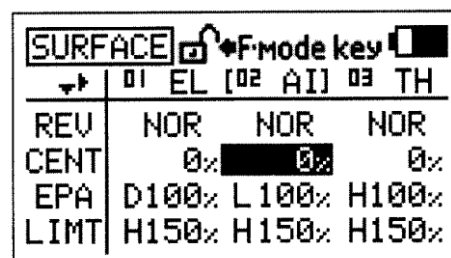 SURFACE F·Mode key
01 EL [02 AI] 03 TH
REV NOR NOR NOR
CENT 0% 0% 0%
EPA D100% L100% H100%
LIMT H150% H150% H150%